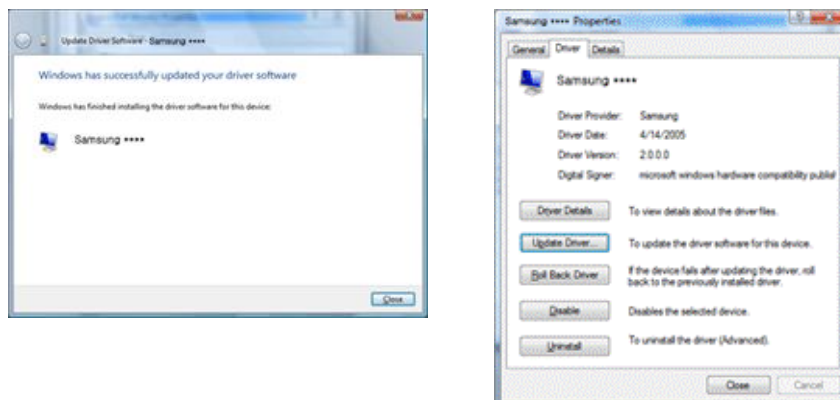 Update Driver Software - Samsung ****
Windows has successfully updated your driver software
Windows has finished installing the driver software for this device:
Samsung ****
Close
Samsung **** Properties
General Driver Details
Samsung ****
Driver Provider: Samsung
Driver Date: 4/14/2005
Driver Version: 2.0.0.0
Digital Signer: microsoft windows hardware compatibility publis
Driver Details To view details about the driver files.
Update Driver... To update the driver software for this device.
Roll Back Driver If the device fails after updating the driver, roll
back to the previously installed driver.
Disable Disables the selected device.
Uninstall To uninstall the driver (Advanced).
Close Cancel